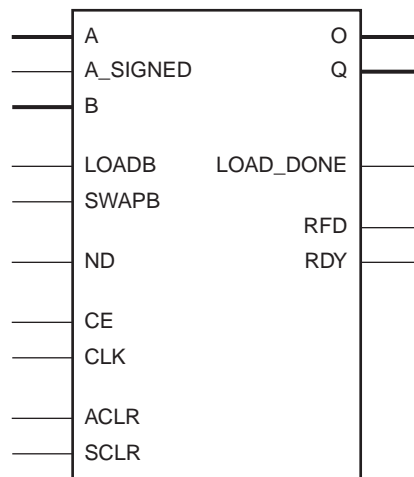 A O
A_SIGNED Q
B
LOADB LOAD_DONE
SWAPB
RFD
ND RDY
CE
CLK
ACLR
SCLR